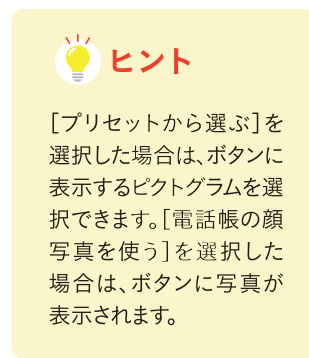 ヒント
［プリセットから選ぶ］を
選択した場合は、ボタンに
表示するピクトグラムを選
択できます。［電話帳の顔
写真を使う］を選択した
場合は、ボタンに写真が
表示されます。